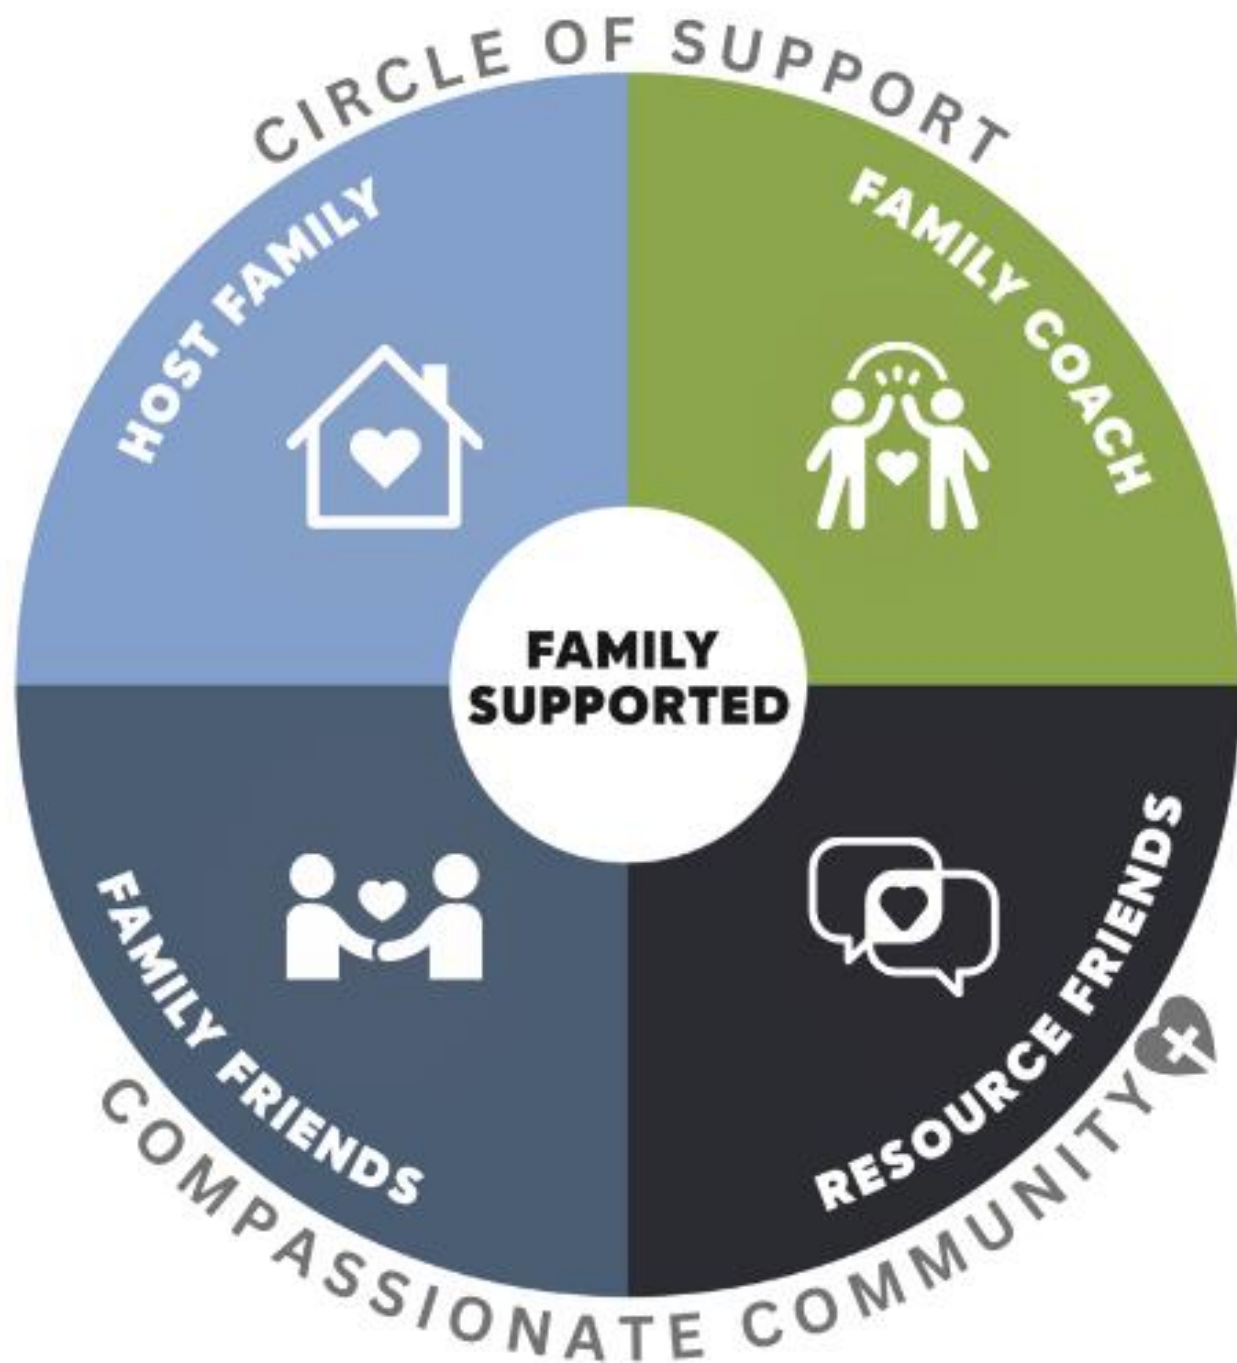 CIRCLE OF SUPPORT
HOST FAMILY
FAMILY COACH
FAMILY
SUPPORTED
FAMILY FRIENDS
RESOURCE FRIENDS
COMPASSIONATE COMMUNITY